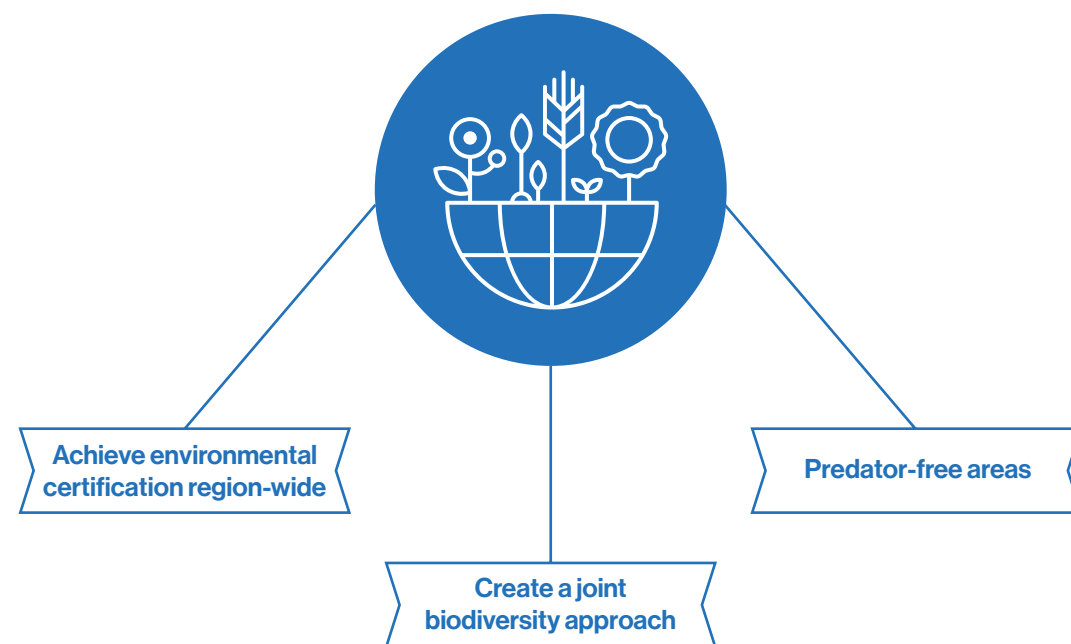 Achieve environmental
certification region-wide
Predator-free areas
Create a joint
biodiversity approach